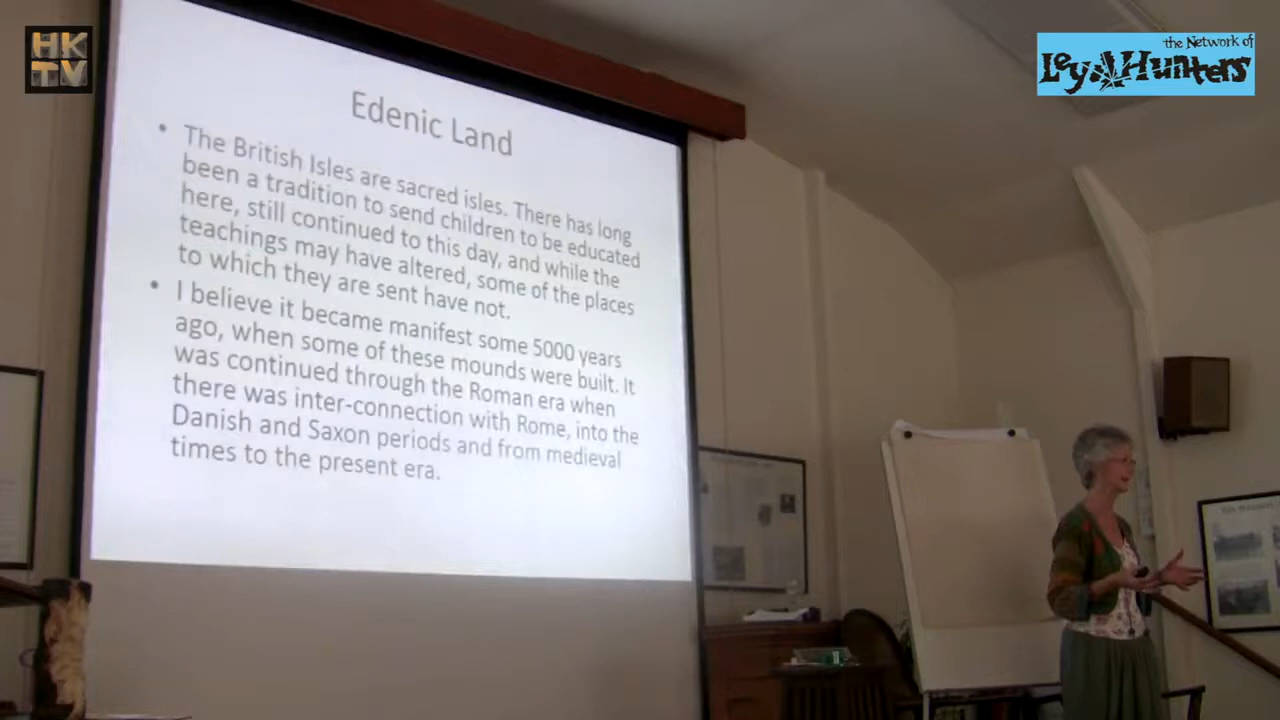 HK
TV
the Network of
Ley Hunters
Edenic Land
• The British Isles are sacred isles. There has long
been a tradition to send children to be educated
here, still continued to this day, and while the
teachings may have altered, some of the places
to which they are sent have not.
• I believe it became manifest some 5000 years
ago, when some of these mounds were built. It
was continued through the Roman era when
there was inter-connection with Rome, into the
Danish and Saxon periods and from medieval
times to the present era.